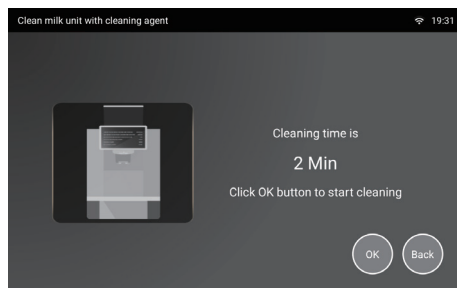 Clean milk unit with cleaning agent
19:31
Cleaning time is
2 Min
Click OK button to start cleaning
OK
Back